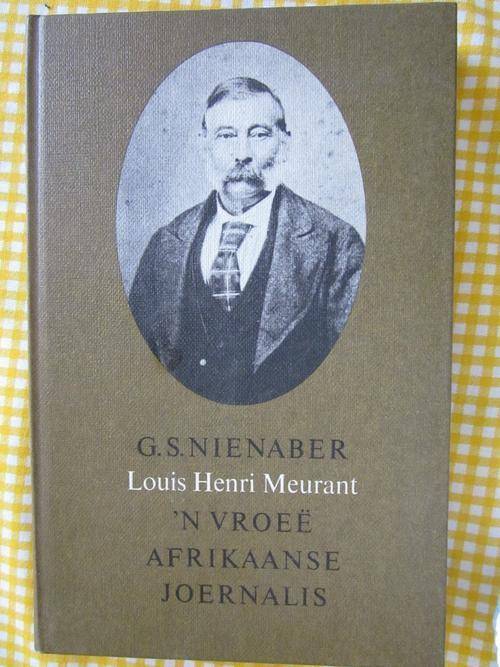 G. S. NIENABER
Louis Henri Meurant
'N VROEË
AFRIKAANSE
JOERNALIS